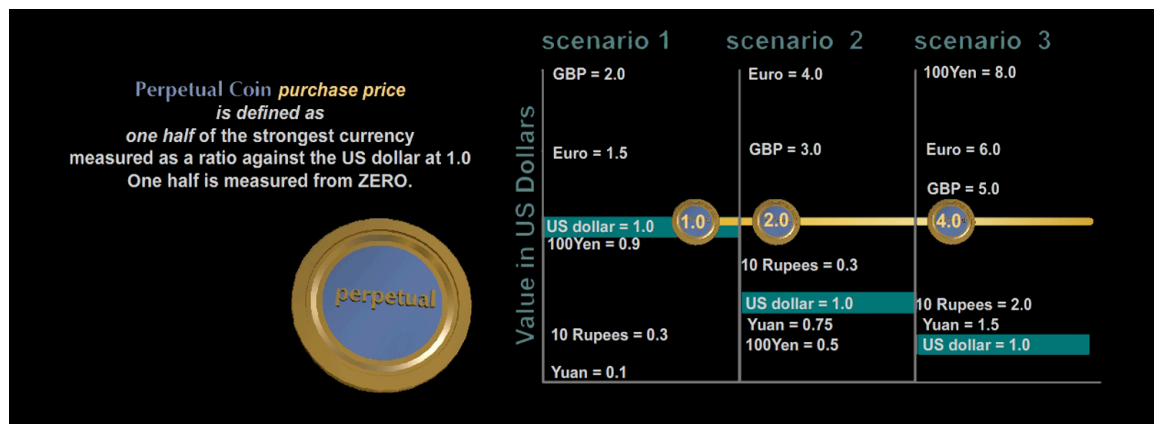 Perpetual Coin purchase price
is defined as
one half of the strongest currency
measured as a ratio against the US dollar at 1.0
One half is measured from ZERO.
perpetual
Value in US Dollars
scenario 1
GBP = 2.0
Euro = 1.5
US dollar = 1.0
1.0
100Yen = 0.9
10 Rupees = 0.3
Yuan = 0.1
scenario 2
Euro = 4.0
GBP = 3.0
2.0
10 Rupees = 0.3
US dollar = 1.0
Yuan = 0.75
100Yen = 0.5
scenario 3
100Yen = 8.0
Euro = 6.0
GBP = 5.0
4.0
10 Rupees = 2.0
Yuan = 1.5
US dollar = 1.0